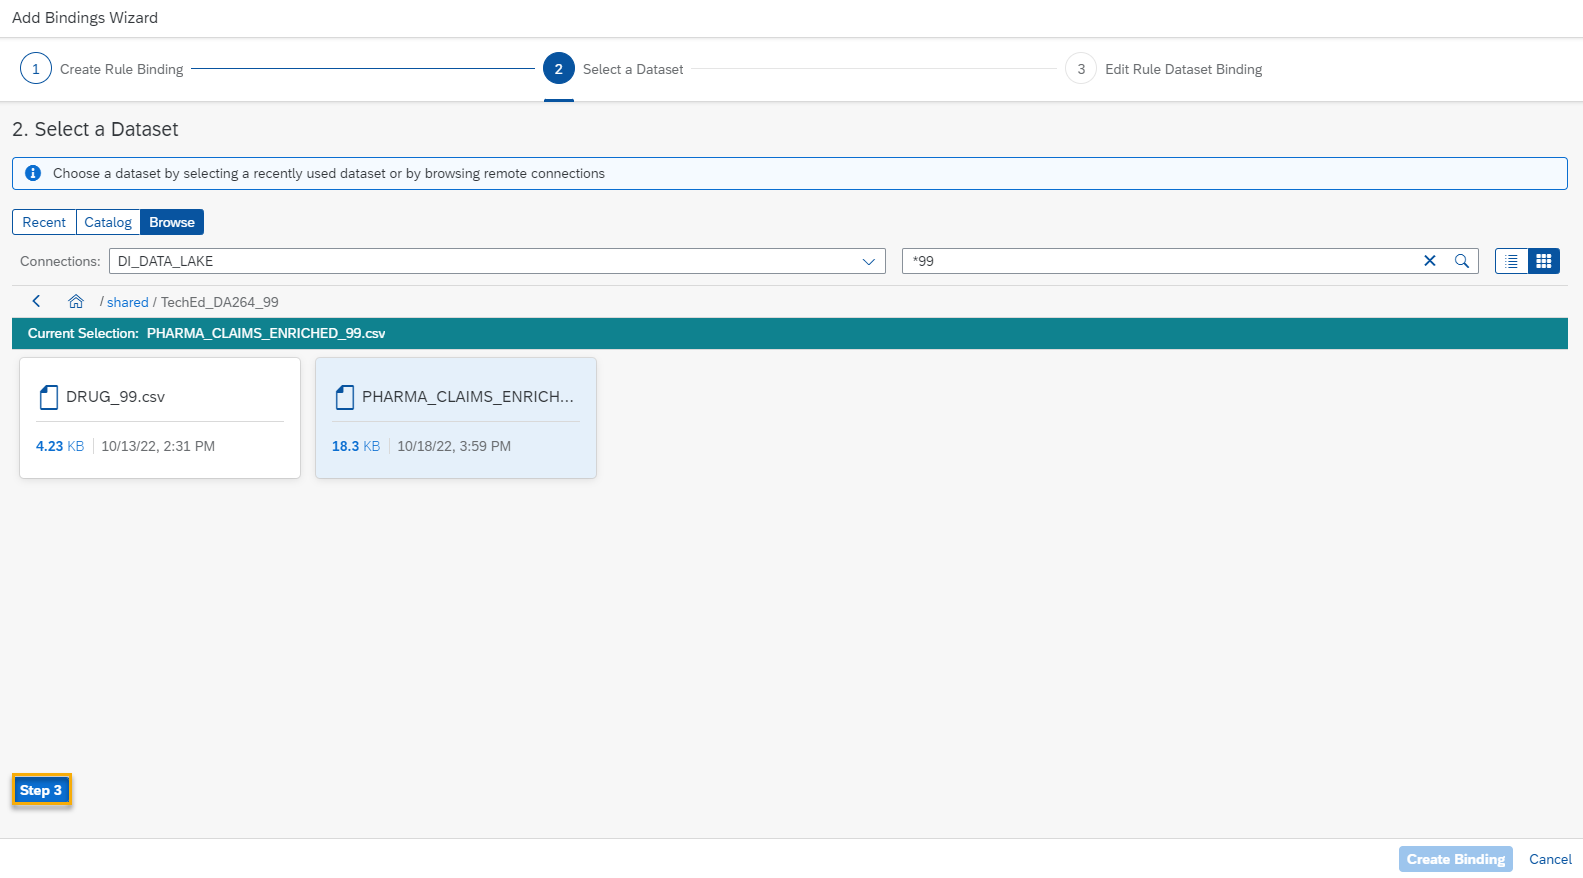 Add Bindings Wizard
1 Create Rule Binding 2 Select a Dataset 3 Edit Rule Dataset Binding
2. Select a Dataset
Choose a dataset by selecting a recently used dataset or by browsing remote connections
Recent Catalog Browse
Connections: DI_DATA_LAKE *99
/ shared / TechEd_DA264_99
Current Selection: PHARMA_CLAIMS_ENRICHED_99.csv
DRUG_99.csv
4.23 KB 10/13/22, 2:31 PM
PHARMA_CLAIMS_ENRICH...
18.3 KB 10/18/22, 3:59 PM
Step 3
Create Binding Cancel